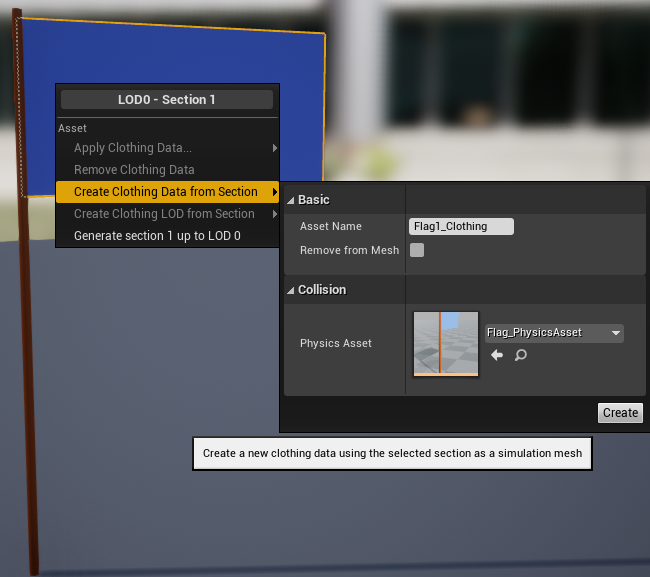 LOD0 - Section 1
Asset
Apply Clothing Data...
Remove Clothing Data
Create Clothing Data from Section
Create Clothing LOD from Section
Generate section 1 up to LOD 0
Basic
Asset Name
Flag1_Clothing
Remove from Mesh
Collision
Physics Asset
Flag_PhysicsAsset
Create
Create a new clothing data using the selected section as a simulation mesh